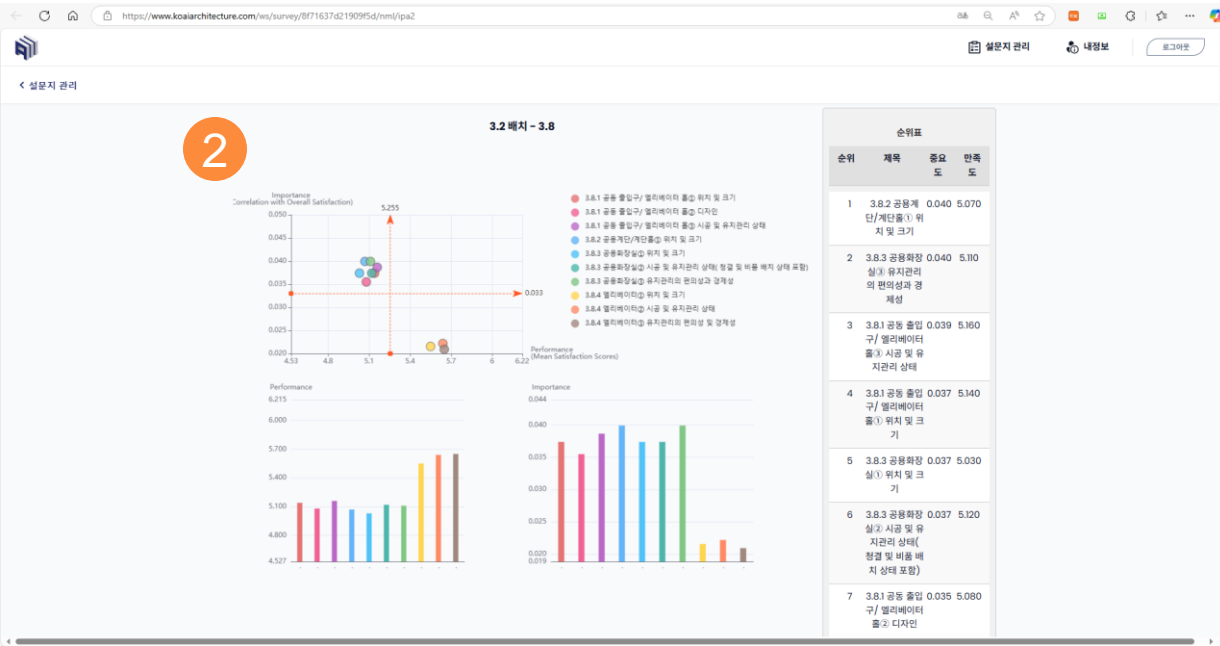 https://www.koaiarchitecture.com/ws/survey/8f71637d21909f5d/nml/ipa2
설문지 관리
내정보
로그아웃
< 설문지 관리
2
3.2 배치 – 3.8
Importance
Correlation with Overall Satisfaction)
5.255
0.050
0.045
0.040
0.035
0.030
0.025
0.020
0.033
4.53 4.8 5.1 5.4 5.7 6 6.22
Performance
(Mean Satisfaction Scores)
3.8.1 공동 출입구/ 엘리베이터 홀① 위치 및 크기
3.8.1 공동 출입구/ 엘리베이터 홀② 디자인
3.8.1 공동 출입구/ 엘리베이터 홀③ 시공 및 유지관리 상태
3.8.2 공용계단/계단홀① 위치 및 크기
3.8.3 공용화장실① 위치 및 크기
3.8.3 공용화장실② 시공 및 유지관리 상태( 청결 및 비품 배치 상태 포함)
3.8.3 공용화장실③ 유지관리의 편의성과 경제성
3.8.4 엘리베이터① 위치 및 크기
3.8.4 엘리베이터② 시공 및 유지관리 상태
3.8.4 엘리베이터③ 유지관리의 편의성 및 경제성
Performance
6.215
6.000
5.700
5.400
5.100
4.800
4.527
Importance
0.044
0.040
0.035
0.030
0.025
0.020
0.019
순위표
순위 제목 중요 만족
도 도
1 3.8.2 공용계 0.040 5.070
단/계단홀① 위
치 및 크기
2 3.8.3 공용화장 0.040 5.110
실③ 유지관리
의 편의성과 경
제성
3 3.8.1 공동 출입 0.039 5.160
구/ 엘리베이터
홀③ 시공 및 유
지관리 상태
4 3.8.1 공동 출입 0.037 5.140
구/ 엘리베이터
홀① 위치 및 크
기
5 3.8.3 공용화장 0.037 5.030
실① 위치 및 크
기
6 3.8.3 공용화장 0.037 5.120
실② 시공 및 유
지관리 상태(
청결 및 비품 배
치 상태 포함)
7 3.8.1 공동 출입 0.035 5.080
구/ 엘리베이터
홀② 디자인